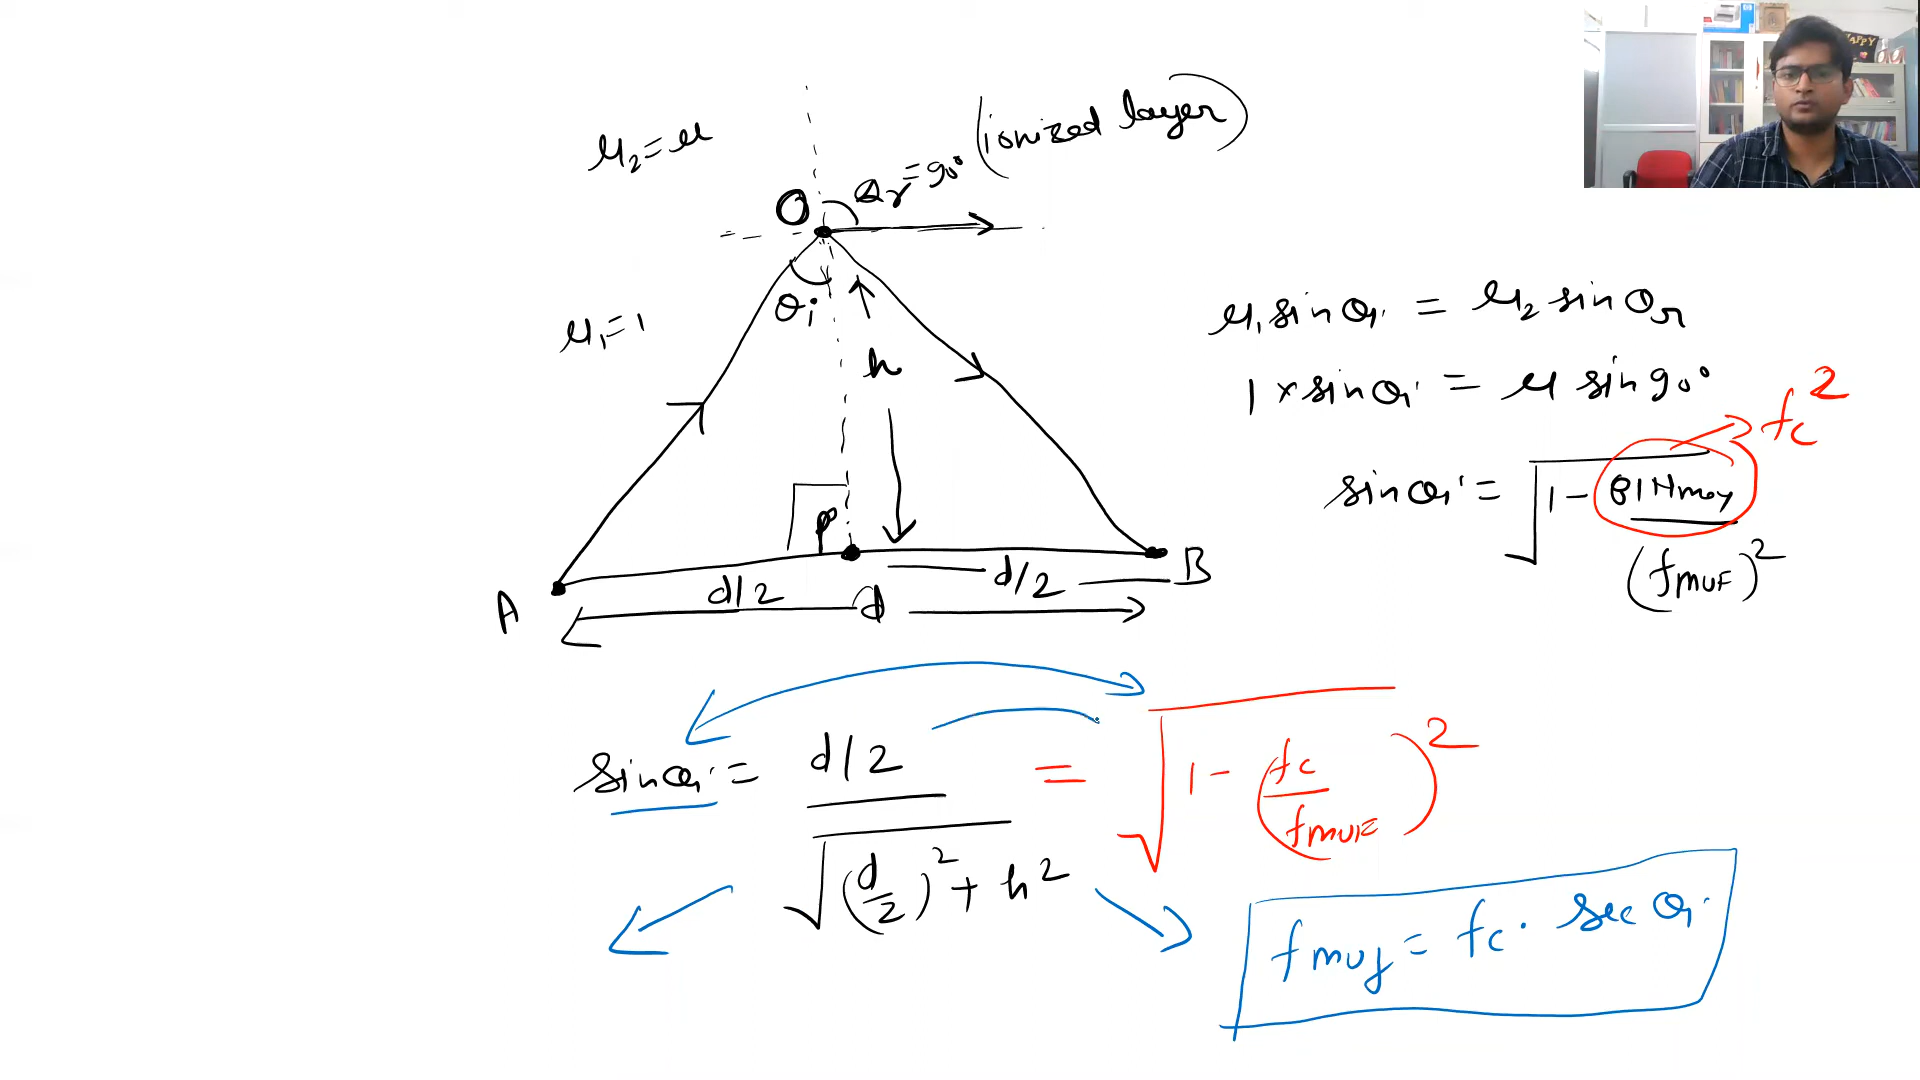 μ₂ = μ
(ionized layer)
O
θr = 90°
θi
μ₁ = 1
h
P
A
B
d/2
d/2
d
μ₁ sin θi = μ₂ sin θr
1 × sin θi = μ sin 90°
fc²
sin θi = √(1 - 81 Nmax / (fMUF)²)
sin θi = (d/2) / √((d/2)² + h²) = √(1 - (fc / fMUF)²)
fmuf = fc · sec θi
HAPPY